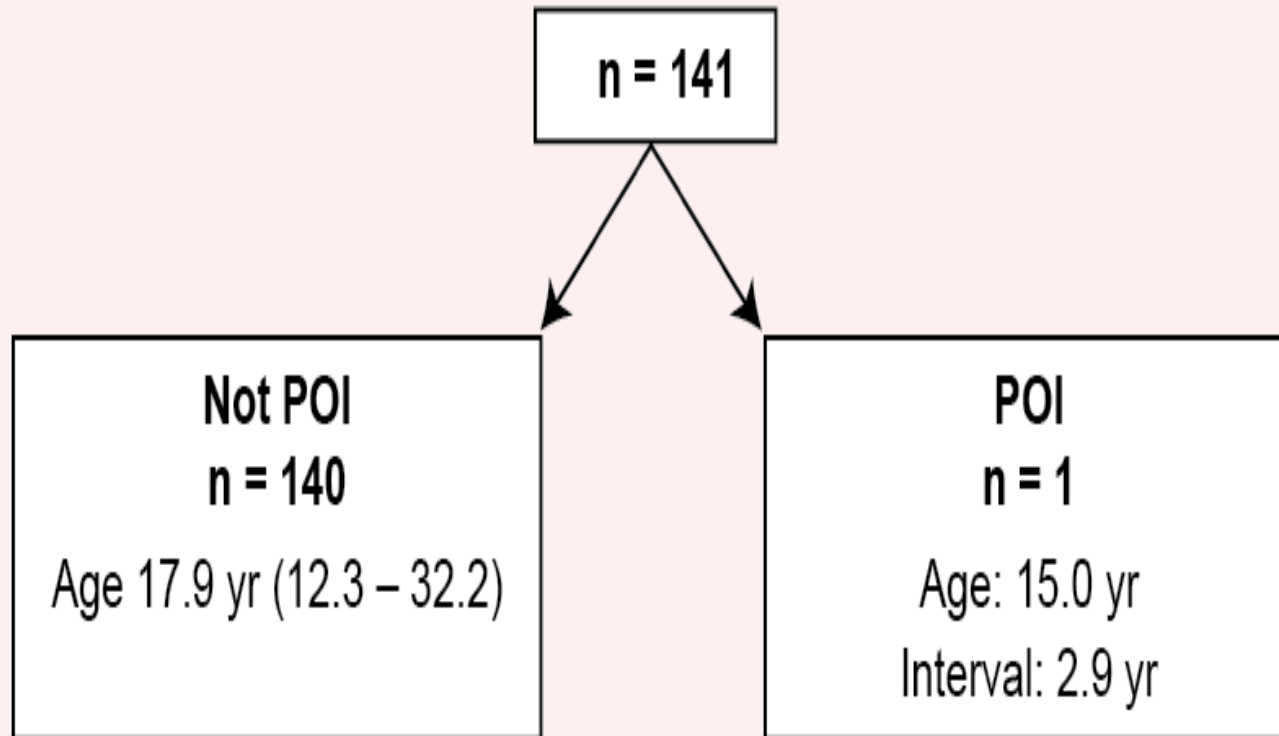 n = 141
Not POI
n = 140
Age 17.9 yr (12.3 – 32.2)
POI
n = 1
Age: 15.0 yr
Interval: 2.9 yr